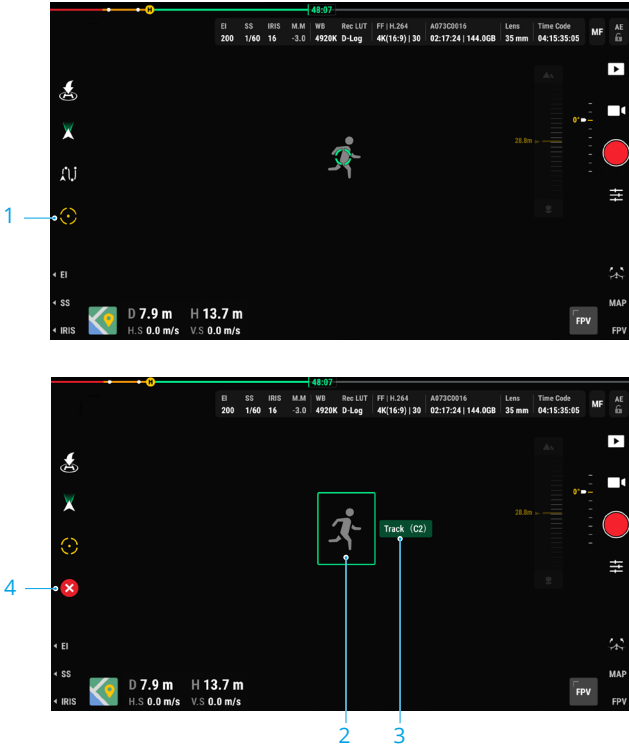 48:07
EI SS IRIS M.M WB Rec LUT FF | H.264 A073C0016 Lens Time Code
200 1/60 16 -3.0 4920K D-Log 4K(16:9) | 30 02:17:24 | 144.0GB 35 mm 04:15:35:05
MF
AE
H
0°
28.8m
1
EI
SS
MAP
D 7.9 m H 13.7 m
IRIS H.S 0.0 m/s V.S 0.0 m/s FPV FPV
48:07
EI SS IRIS M.M WB Rec LUT FF | H.264 A073C0016 Lens Time Code
200 1/60 16 -3.0 4920K D-Log 4K(16:9) | 30 02:17:24 | 144.0GB 35 mm 04:15:35:05
MF
AE
H
0°
28.8m
Track (C2)
4
EI
SS
MAP
D 7.9 m H 13.7 m
IRIS H.S 0.0 m/s V.S 0.0 m/s FPV FPV
2 3